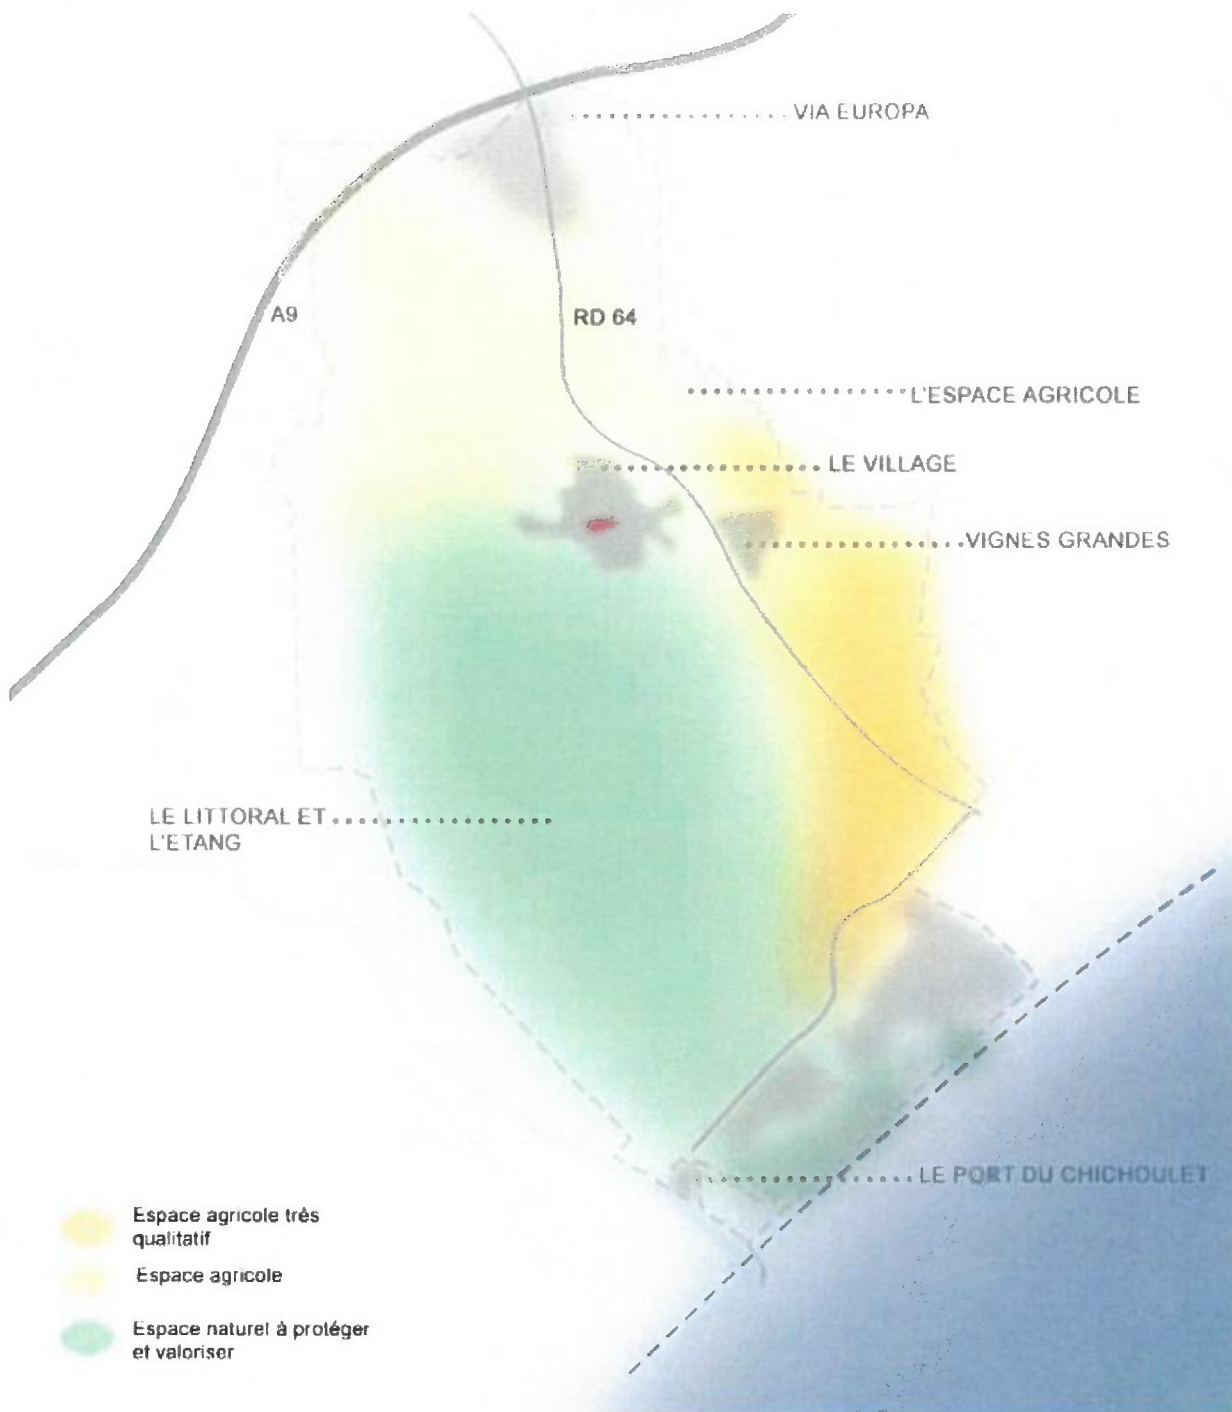 VIA EUROPA
A9
RD 64
L'ESPACE AGRICOLE
LE VILLAGE
VIGNES GRANDES
LE LITTORAL ET
L'ETANG
LE PORT DU CHICHOULET
Espace agricole très
qualitatif
Espace agricole
Espace naturel à protéger
et valoriser